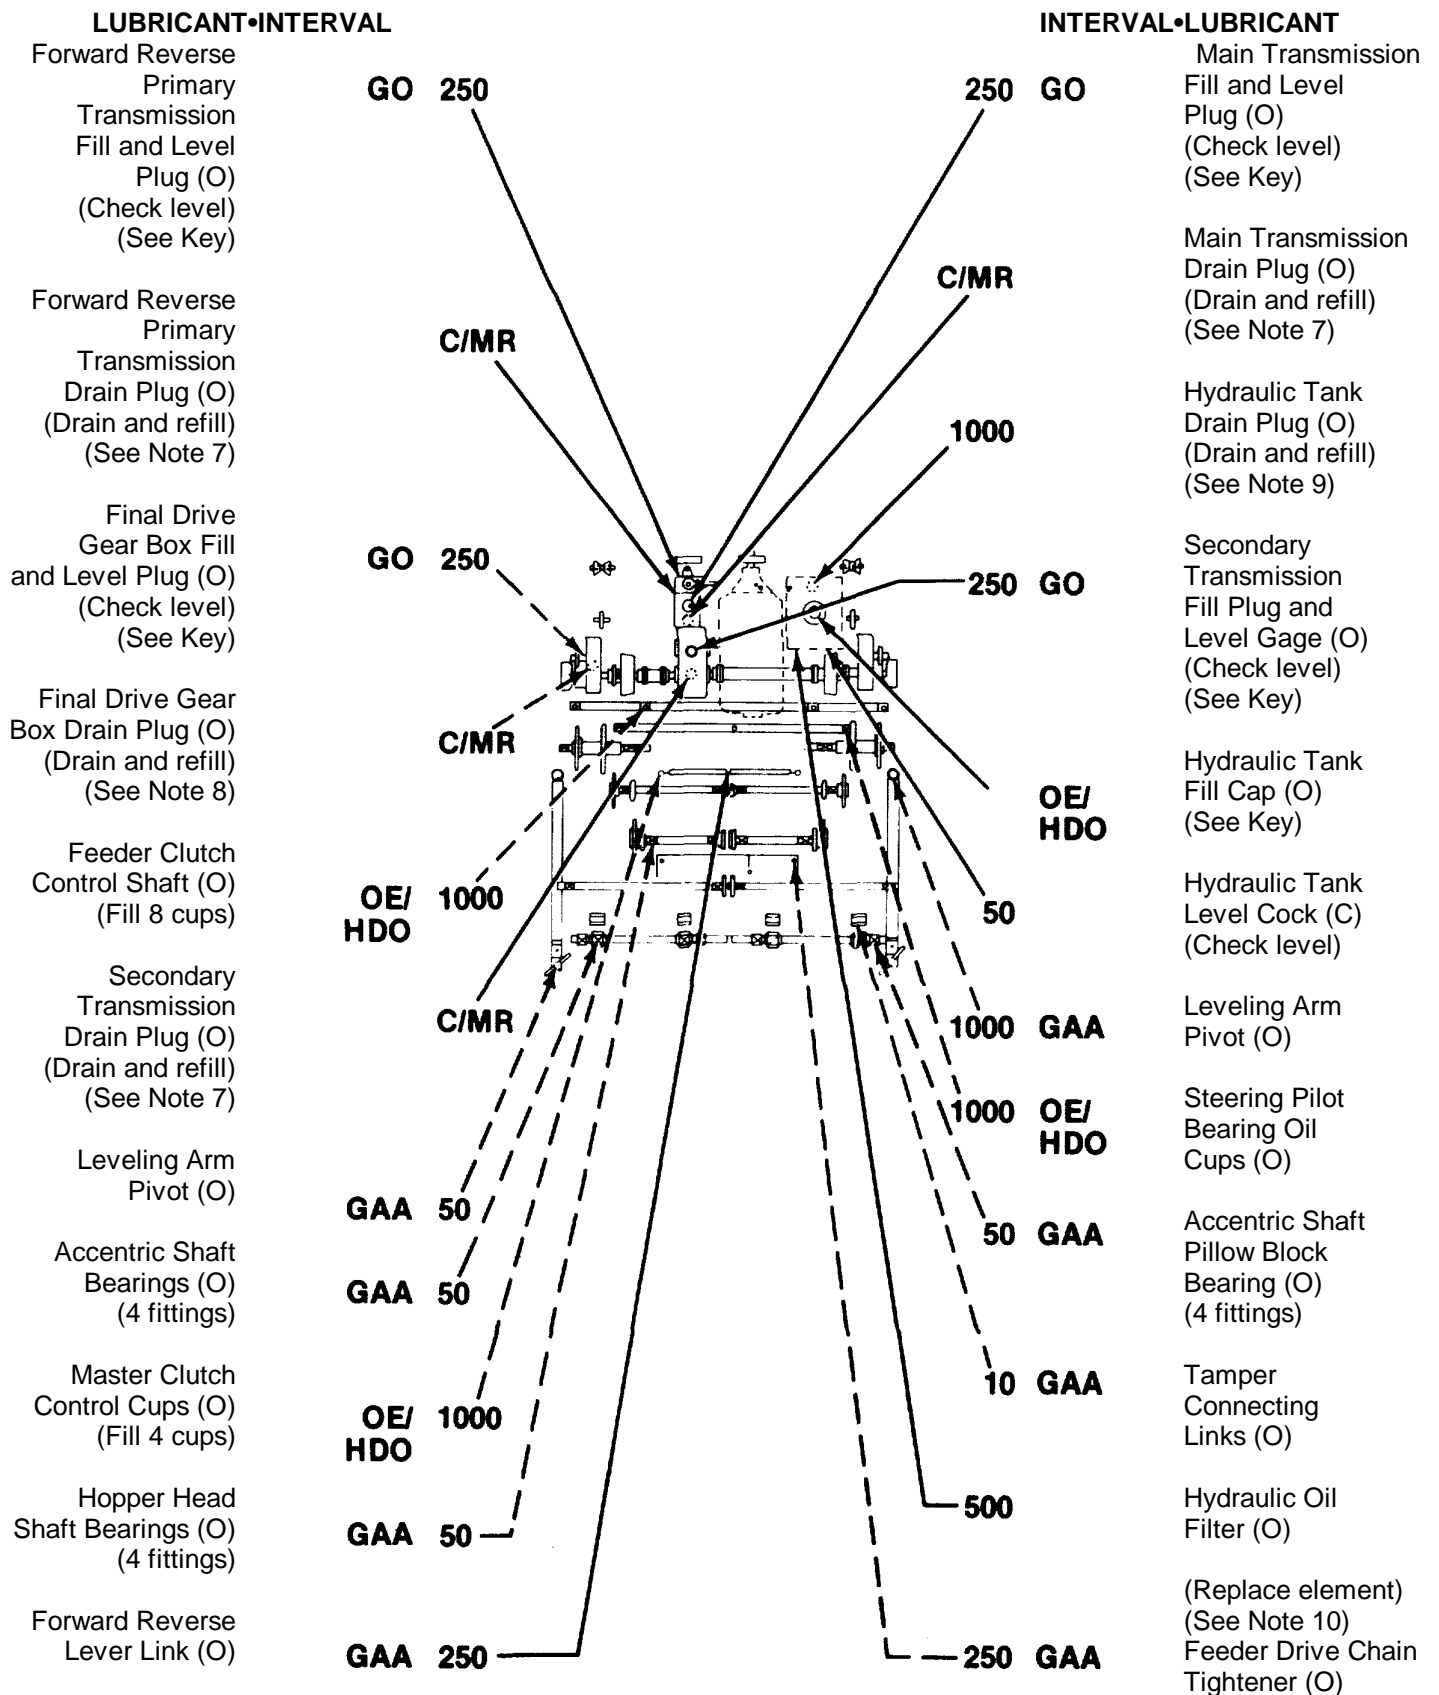 LUBRICANT•INTERVAL
Forward Reverse
Primary
Transmission
Fill and Level
Plug (O)
(Check level)
(See Key)
GO 250
Forward Reverse
Primary
Transmission
Drain Plug (O)
(Drain and refill)
(See Note 7)
C/MR
Final Drive
Gear Box Fill
and Level Plug (O)
(Check level)
(See Key)
GO 250
Final Drive Gear
Box Drain Plug (O)
(Drain and refill)
(See Note 8)
C/MR
Feeder Clutch
Control Shaft (O)
(Fill 8 cups)
OE/ 1000
HDO
Secondary
Transmission
Drain Plug (O)
(Drain and refill)
(See Note 7)
C/MR
Leveling Arm
Pivot (O)
GAA 50
Accentric Shaft
Bearings (O)
(4 fittings)
GAA 50
Master Clutch
Control Cups (O)
(Fill 4 cups)
OE/ 1000
HDO
Hopper Head
Shaft Bearings (O)
(4 fittings)
GAA 50
Forward Reverse
Lever Link (O)
GAA 250
INTERVAL•LUBRICANT
Main Transmission
Fill and Level
Plug (O)
(Check level)
(See Key)
250 GO
Main Transmission
Drain Plug (O)
(Drain and refill)
(See Note 7)
C/MR
Hydraulic Tank
Drain Plug (O)
(Drain and refill)
(See Note 9)
1000
Secondary
Transmission
Fill Plug and
Level Gage (O)
(Check level)
(See Key)
250 GO
Hydraulic Tank
Fill Cap (O)
(See Key)
OE/
HDO
Hydraulic Tank
Level Cock (C)
(Check level)
50
Leveling Arm
Pivot (O)
1000 GAA
Steering Pilot
Bearing Oil
Cups (O)
1000 OE/
HDO
Accentric Shaft
Pillow Block
Bearing (O)
(4 fittings)
50 GAA
Tamper
Connecting
Links (O)
10 GAA
Hydraulic Oil
Filter (O)
500
(Replace element)
(See Note 10)
Feeder Drive Chain
Tightener (O)
250 GAA